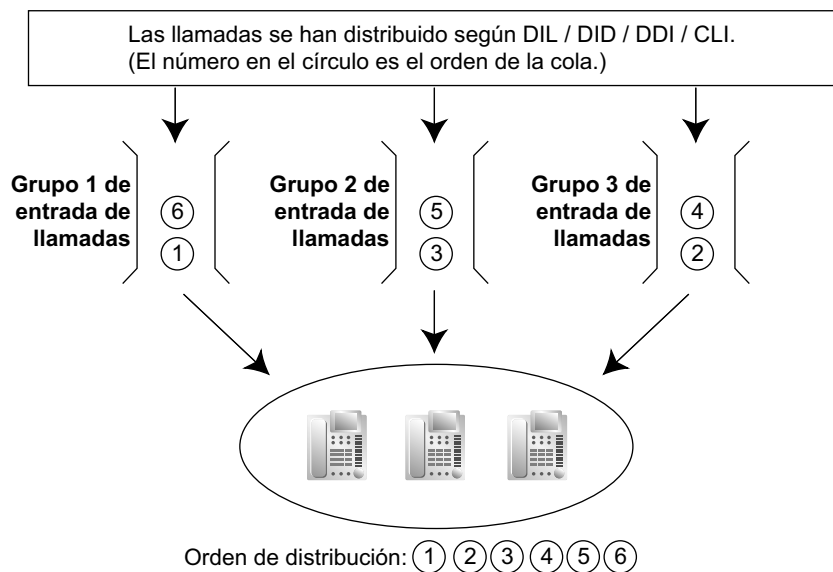 Las llamadas se han distribuido según DIL / DID / DDI / CLI.
(El número en el círculo es el orden de la cola.)
Grupo 1 de
entrada de
llamadas
6
1
Grupo 2 de
entrada de
llamadas
5
3
Grupo 3 de
entrada de
llamadas
4
2
Orden de distribución: 1 2 3 4 5 6